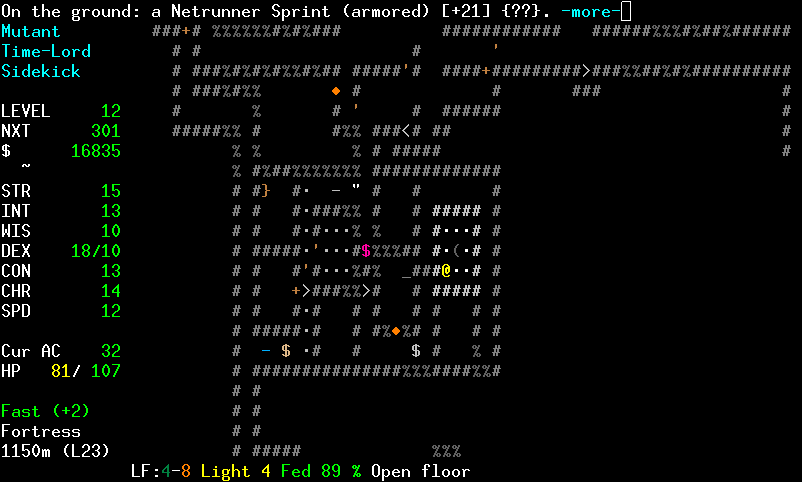 On the ground: a Netrunner Sprint (armored) [+21] {??}. -more-
Mutant
Time-Lord
Sidekick
LEVEL 12
NXT 301
$ 16835
~
STR 15
INT 13
WIS 10
DEX 18/10
CON 13
CHR 14
SPD 12
Cur AC 32
HP 81/ 107
Fast (+2)
Fortress
1150m (L23)
LF:4-8 Light 4 Fed 89 % Open floor